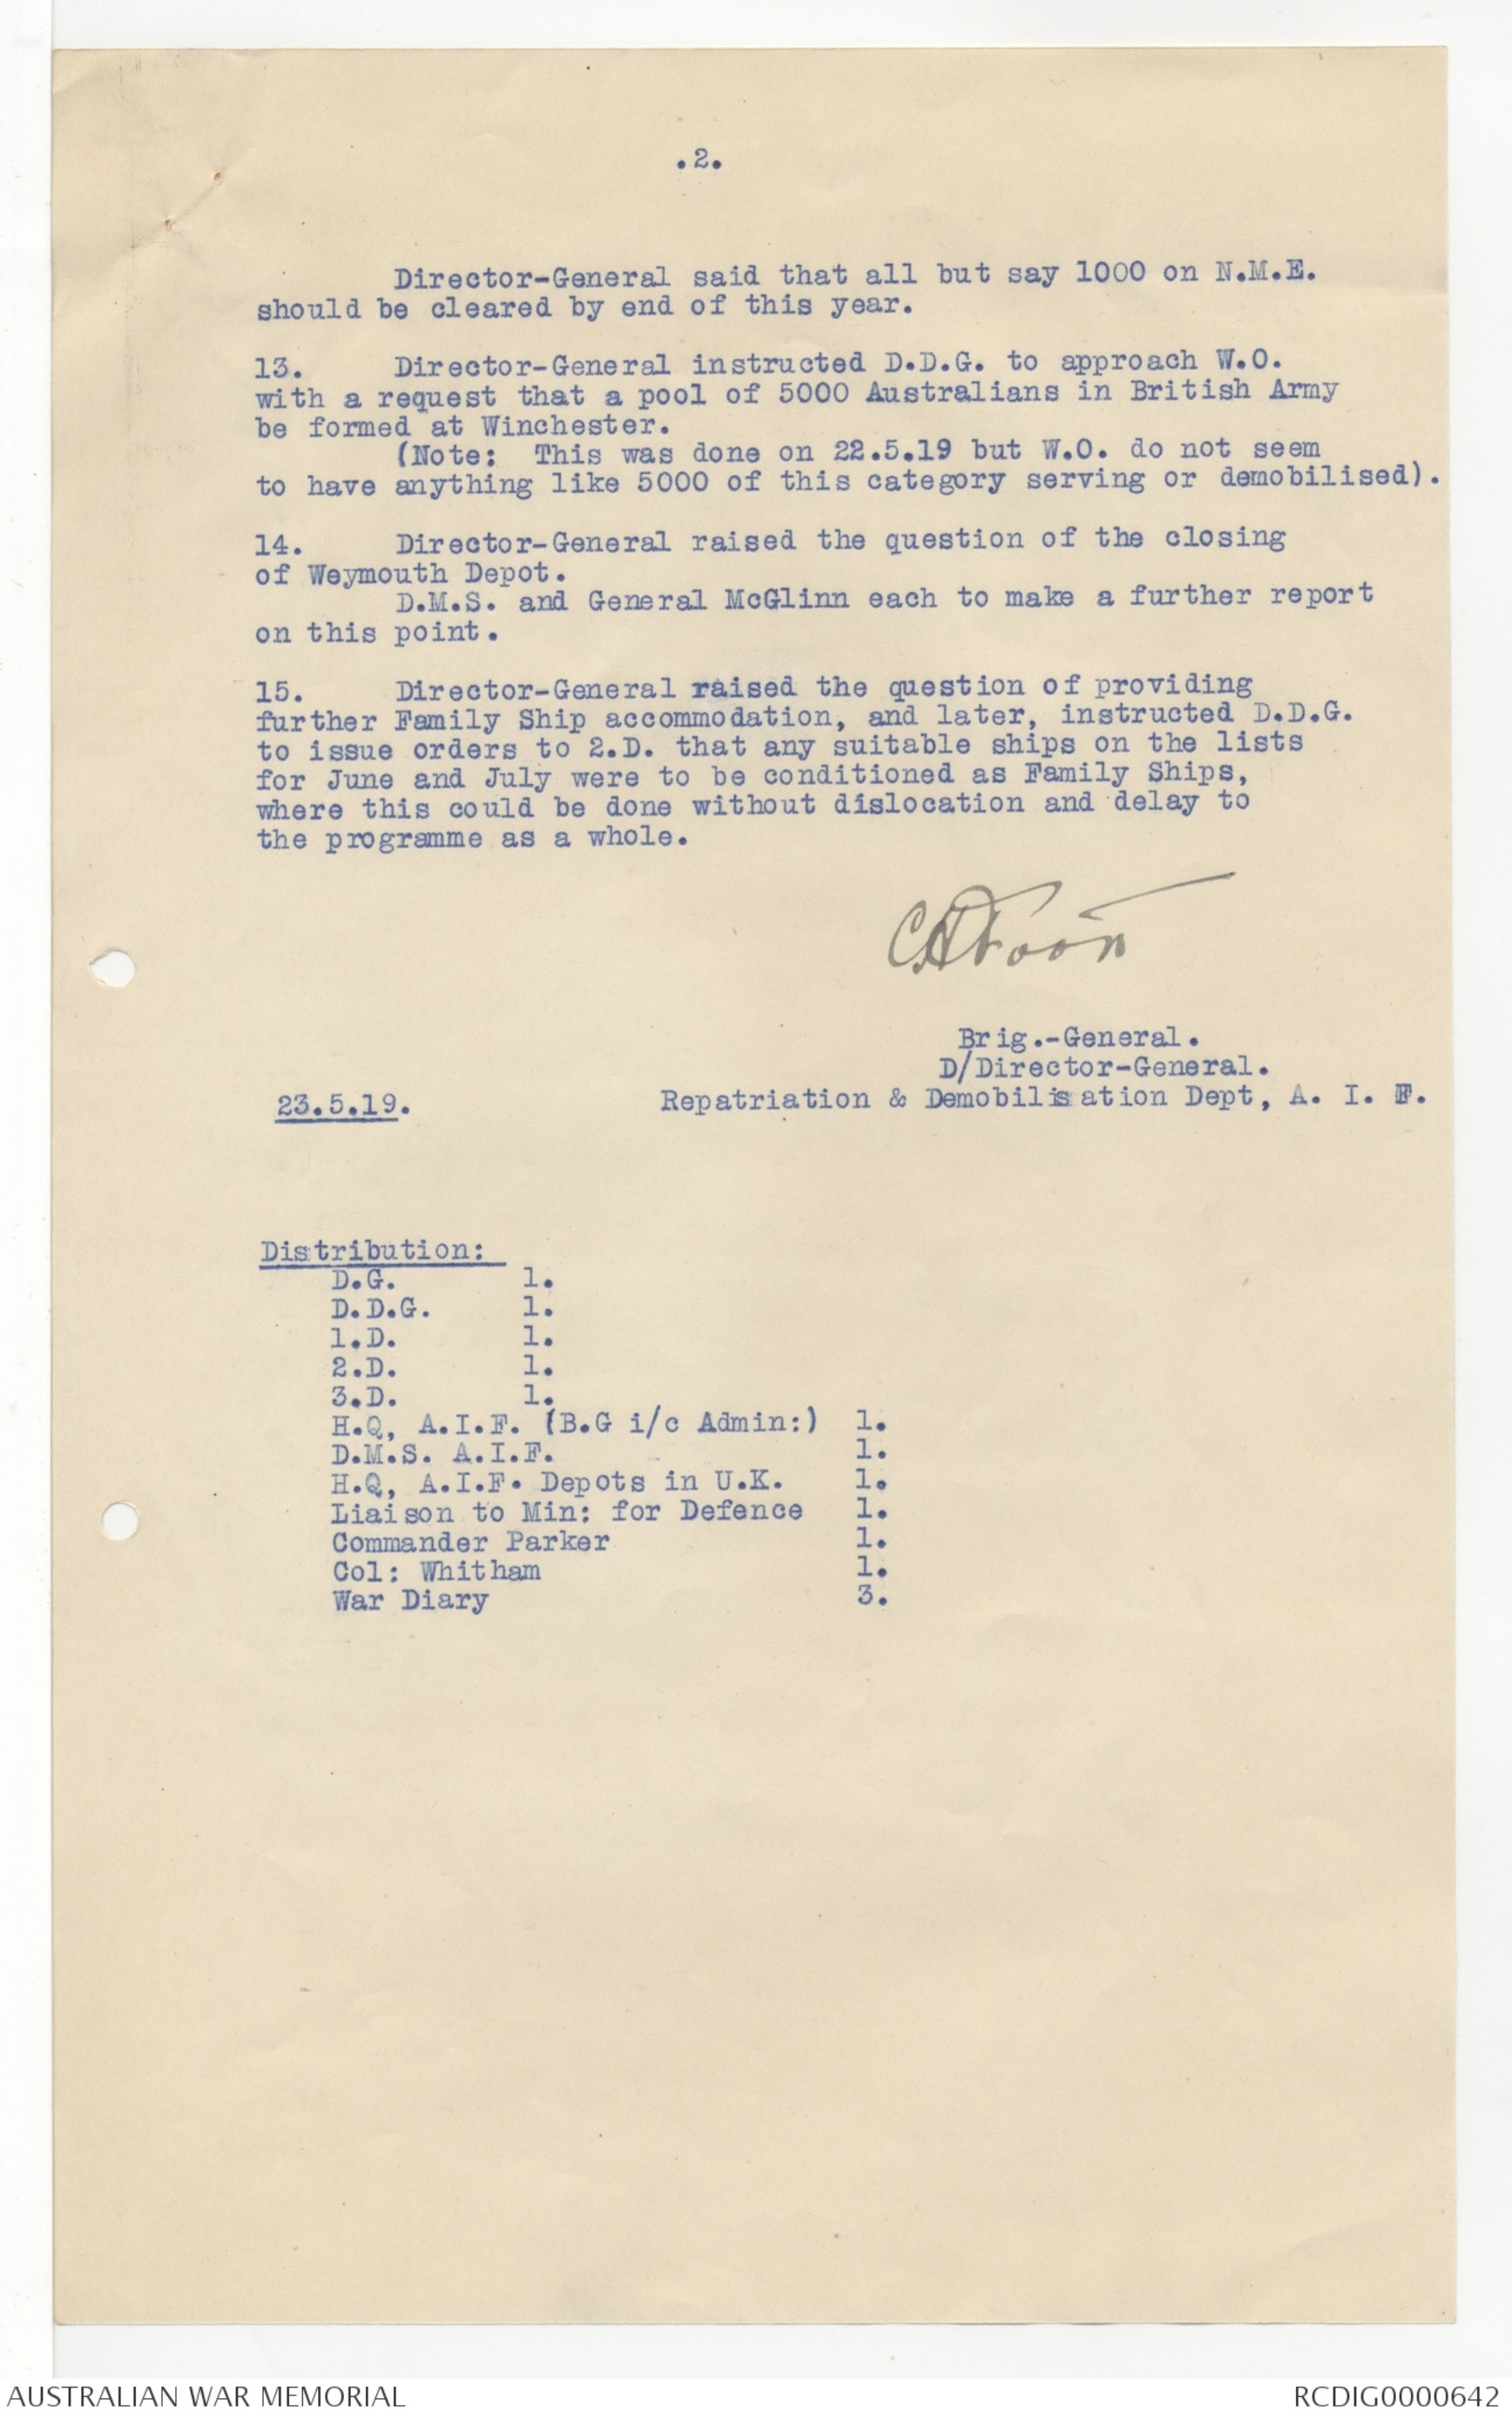 .2.
Director-General said that all but say 1000 on N.M.E.
should be cleared by end of this year.
13. Director-General instructed D.D.G. to approach W.O.
with a request that a pool of 5000 Australians in British Army
be formed at Winchester.
(Note: This was done on 22.5.19 but W.O. do not seem
to have anything like 5000 of this category serving or demobilised).
14. Director-General raised the question of the closing
of Weymouth Depot.
D.M.S. and General McGlinn each to make a further report
on this point.
15. Director-General raised the question of providing
further Family Ship accommodation, and later, instructed D.D.G.
to issue orders to 2.D. that any suitable ships on the lists
for June and July were to be conditioned as Family Ships,
where this could be done without dislocation and delay to
the programme as a whole.
CHFoott
Brig.-General.
D/Director-General.
23.5.19. Repatriation & Demobilisation Dept, A. I. F.
Distribution:
D.G. 1.
D.D.G. 1.
1.D. 1.
2.D. 1.
3.D. 1.
H.Q, A.I.F. (B.G i/c Admin:) 1.
D.M.S. A.I.F. 1.
H.Q, A.I.F. Depots in U.K. 1.
Liaison to Min: for Defence 1.
Commander Parker 1.
Col: Whitham 1.
War Diary 3.
AUSTRALIAN WAR MEMORIAL RCDIG0000642